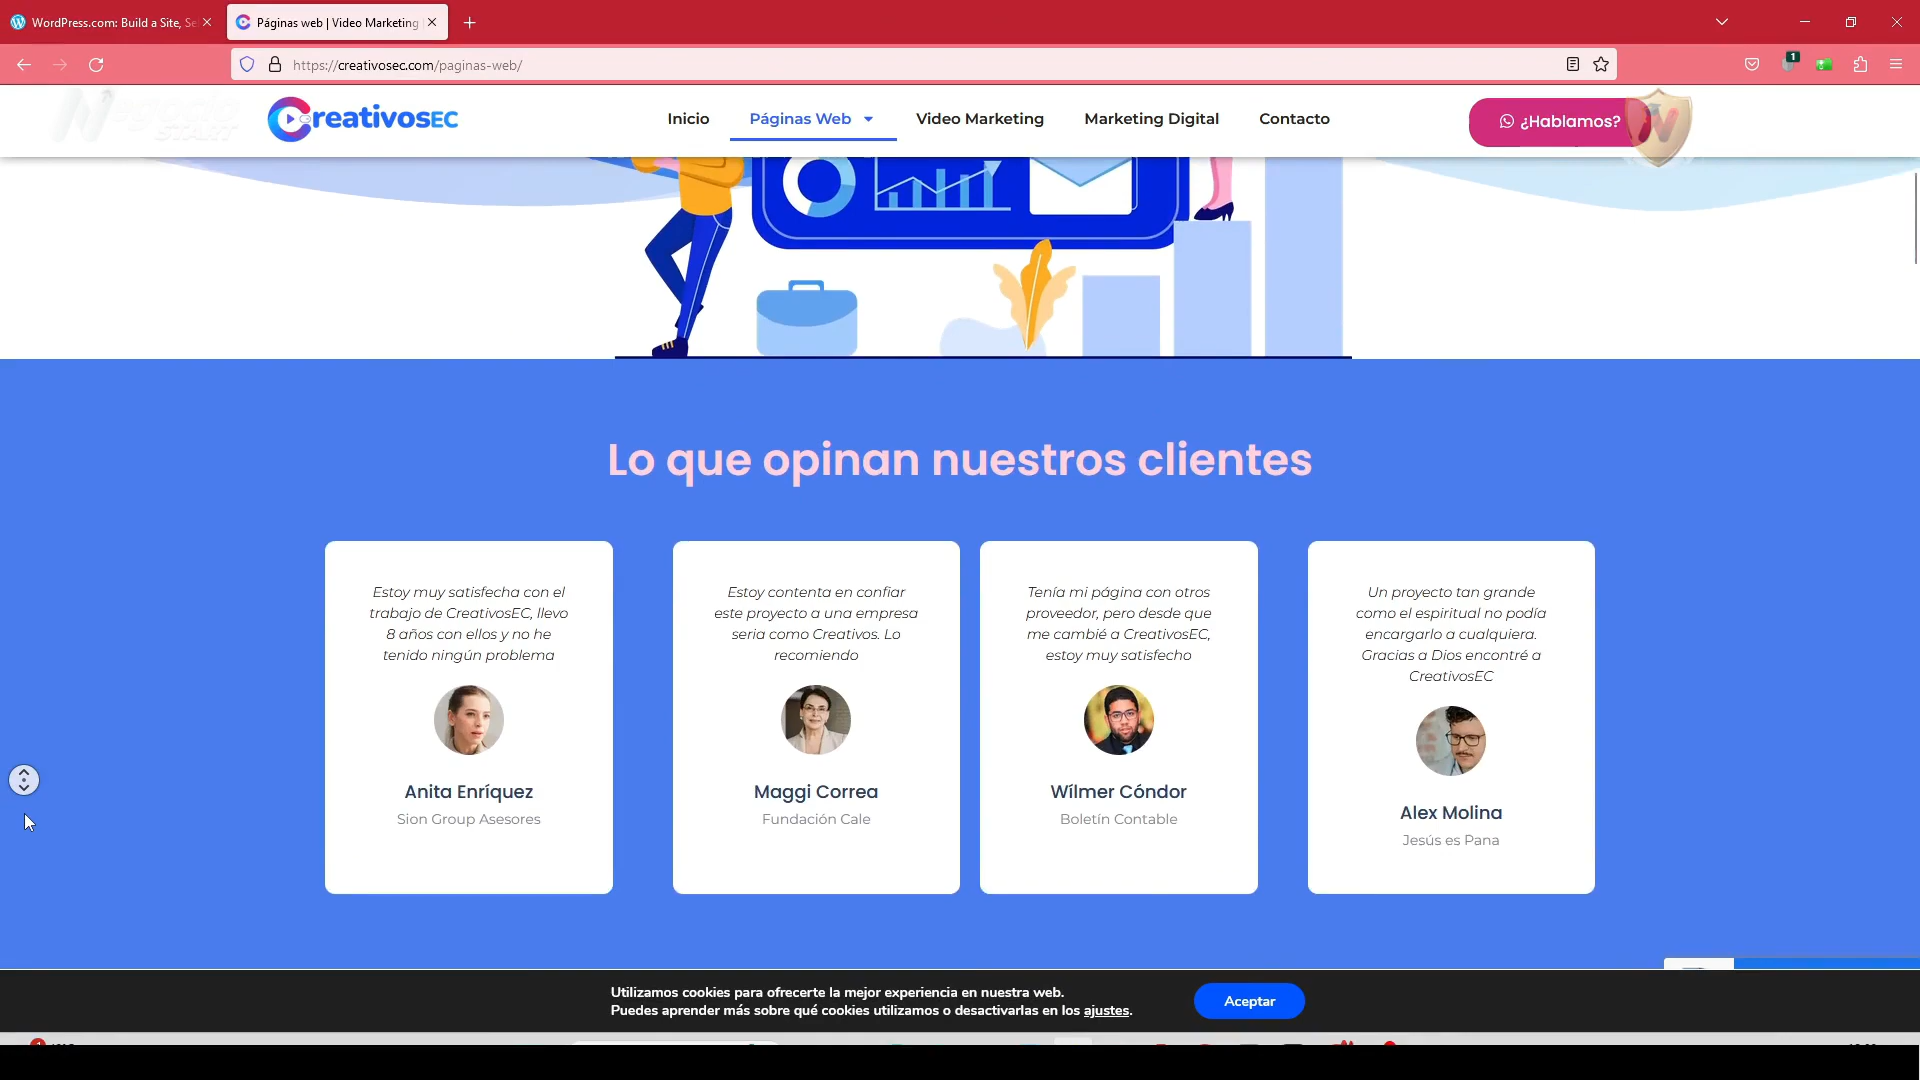 WordPress.com: Build a Site, Se
Páginas web | Video Marketing
https://creativosec.com/paginas-web/
1
Negocio
START
CreativosEC
Inicio
Páginas Web
Video Marketing
Marketing Digital
Contacto
¿Hablamos?
Lo que opinan nuestros clientes
Estoy muy satisfecha con el
trabajo de CreativosEC, llevo
8 años con ellos y no he
tenido ningún problema
Anita Enríquez
Sion Group Asesores
Estoy contenta en confiar
este proyecto a una empresa
seria como Creativos. Lo
recomiendo
Maggi Correa
Fundación Cale
Tenía mi página con otros
proveedor, pero desde que
me cambié a CreativosEC,
estoy muy satisfecho
Wílmer Cóndor
Boletín Contable
Un proyecto tan grande
como el espiritual no podía
encargarlo a cualquiera.
Gracias a Dios encontré a
CreativosEC
Alex Molina
Jesús es Pana
Utilizamos cookies para ofrecerte la mejor experiencia en nuestra web.
Puedes aprender más sobre qué cookies utilizamos o desactivarlas en los ajustes.
Aceptar